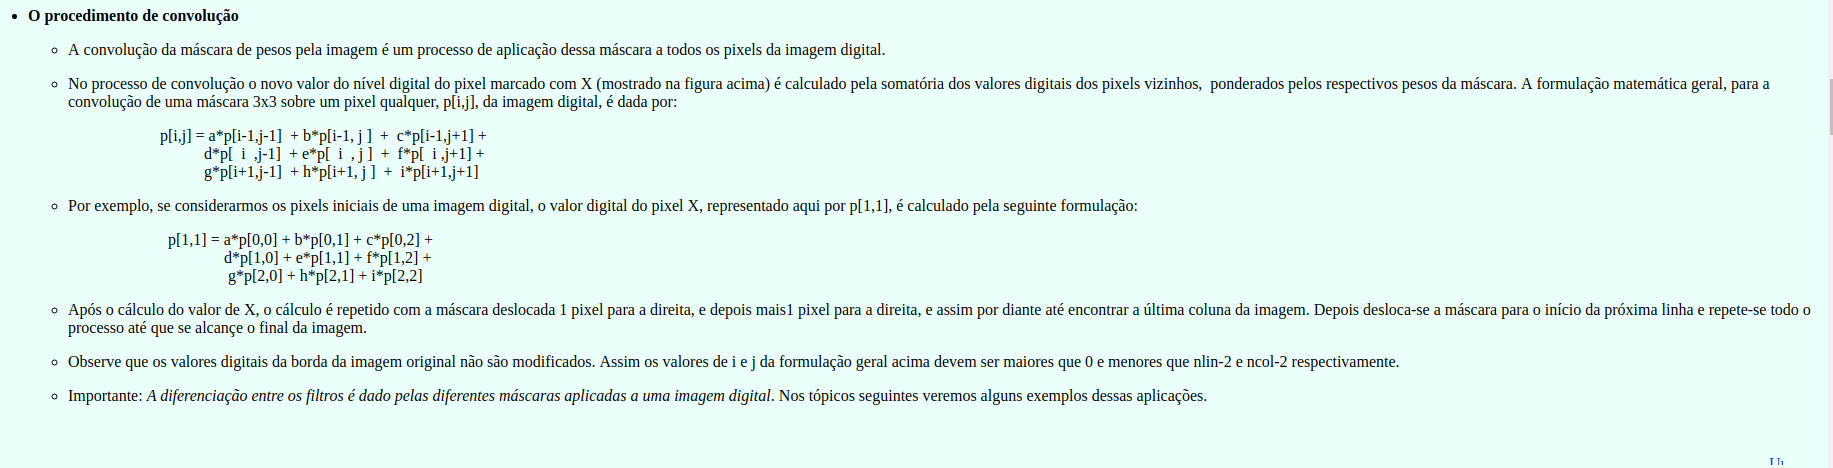 O procedimento de convolução
A convolução da máscara de pesos pela imagem é um processo de aplicação dessa máscara a todos os pixels da imagem digital.
No processo de convolução o novo valor do nível digital do pixel marcado com X (mostrado na figura acima) é calculado pela somatória dos valores digitais dos pixels vizinhos, ponderados pelos respectivos pesos da máscara. A formulação matemática geral, para a
convolução de uma máscara 3x3 sobre um pixel qualquer, p[i,j], da imagem digital, é dada por:
p[i,j] = a*p[i-1,j-1] + b*p[i-1, j ] + c*p[i-1,j+1] +
d*p[ i ,j-1] + e*p[ i , j ] + f*p[ i ,j+1] +
g*p[i+1,j-1] + h*p[i+1, j ] + i*p[i+1,j+1]
Por exemplo, se considerarmos os pixels iniciais de uma imagem digital, o valor digital do pixel X, representado aqui por p[1,1], é calculado pela seguinte formulação:
p[1,1] = a*p[0,0] + b*p[0,1] + c*p[0,2] +
d*p[1,0] + e*p[1,1] + f*p[1,2] +
g*p[2,0] + h*p[2,1] + i*p[2,2]
Após o cálculo do valor de X, o cálculo é repetido com a máscara deslocada 1 pixel para a direita, e depois mais1 pixel para a direita, e assim por diante até encontrar a última coluna da imagem. Depois desloca-se a máscara para o início da próxima linha e repete-se todo o
processo até que se alcançe o final da imagem.
Observe que os valores digitais da borda da imagem original não são modificados. Assim os valores de i e j da formulação geral acima devem ser maiores que 0 e menores que nlin-2 e ncol-2 respectivamente.
Importante: A diferenciação entre os filtros é dado pelas diferentes máscaras aplicadas a uma imagem digital. Nos tópicos seguintes veremos alguns exemplos dessas aplicações.